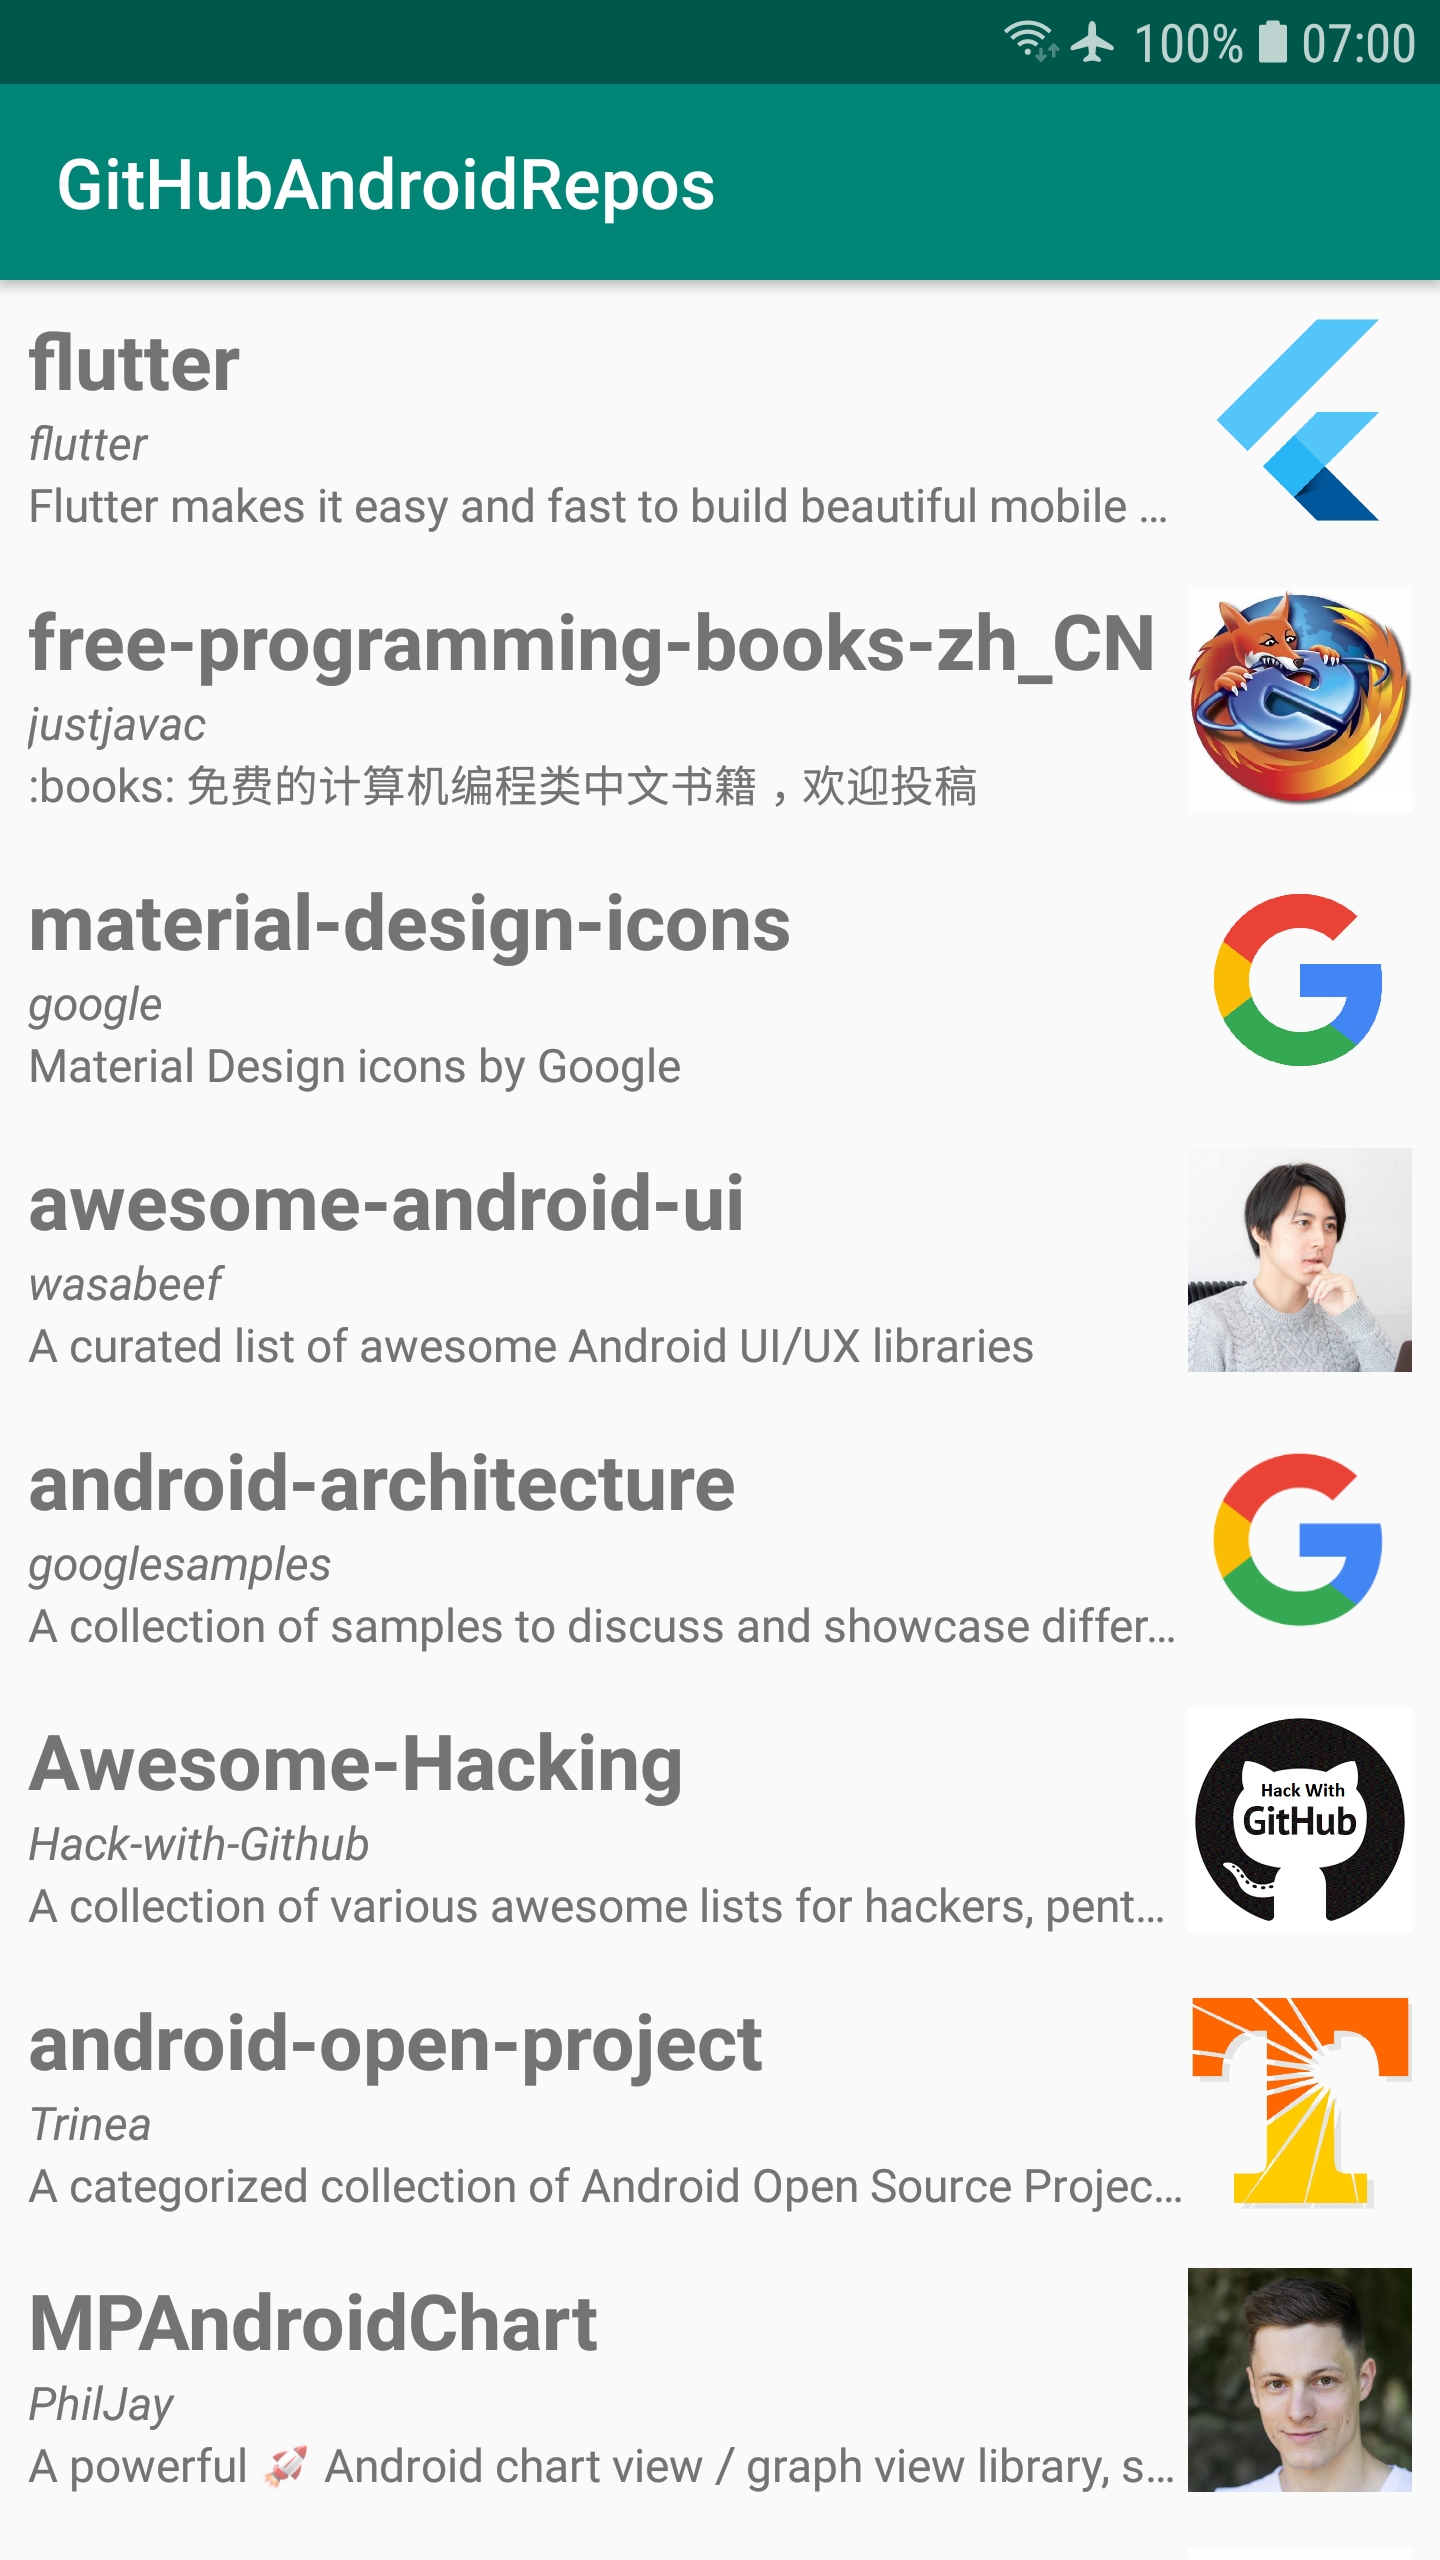 100% 07:00
GitHubAndroidRepos
flutter
flutter
Flutter makes it easy and fast to build beautiful mobile ...
free-programming-books-zh_CN
justjavac
:books: 免费的计算机编程类中文书籍，欢迎投稿
material-design-icons
google
Material Design icons by Google
awesome-android-ui
wasabeef
A curated list of awesome Android UI/UX libraries
android-architecture
googlesamples
A collection of samples to discuss and showcase differ...
Awesome-Hacking
Hack-with-Github
A collection of various awesome lists for hackers, pent...
Hack With
GitHub
android-open-project
Trinea
A categorized collection of Android Open Source Projec...
MPAndroidChart
PhilJay
A powerful 🚀 Android chart view / graph view library, s...